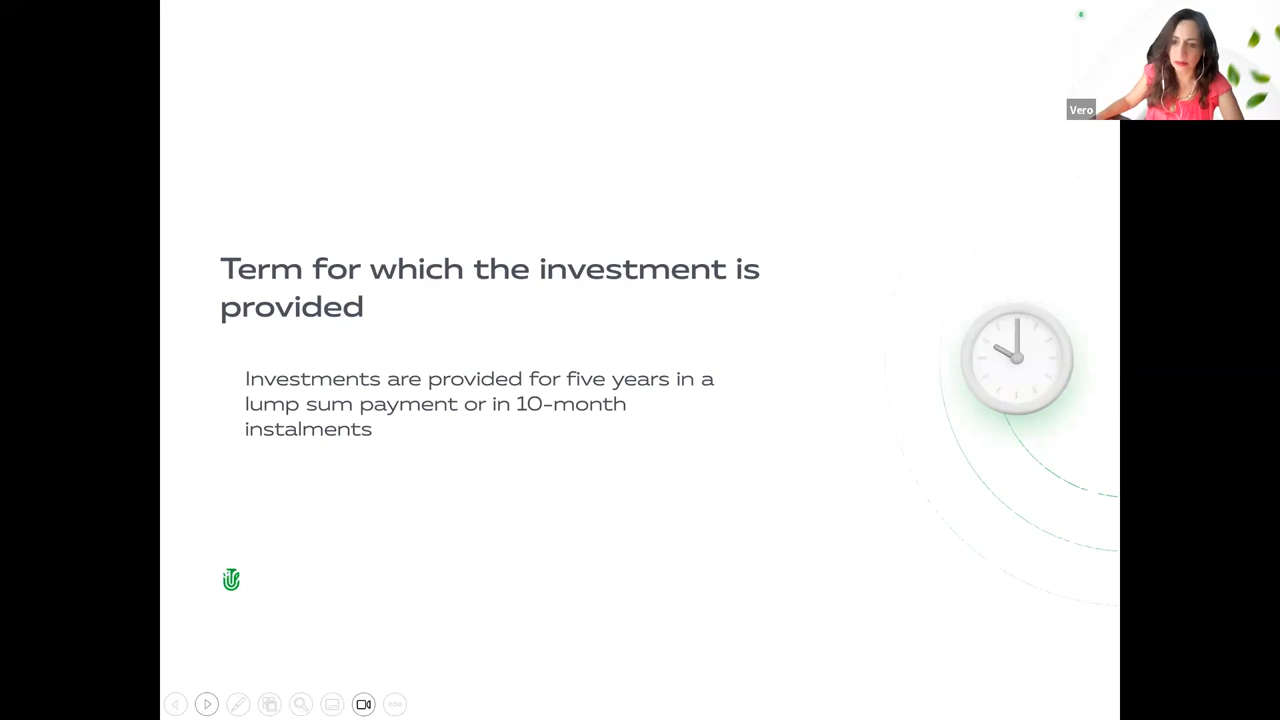 Vero
Term for which the investment is
provided
Investments are provided for five years in a
lump sum payment or in 10-month
instalments